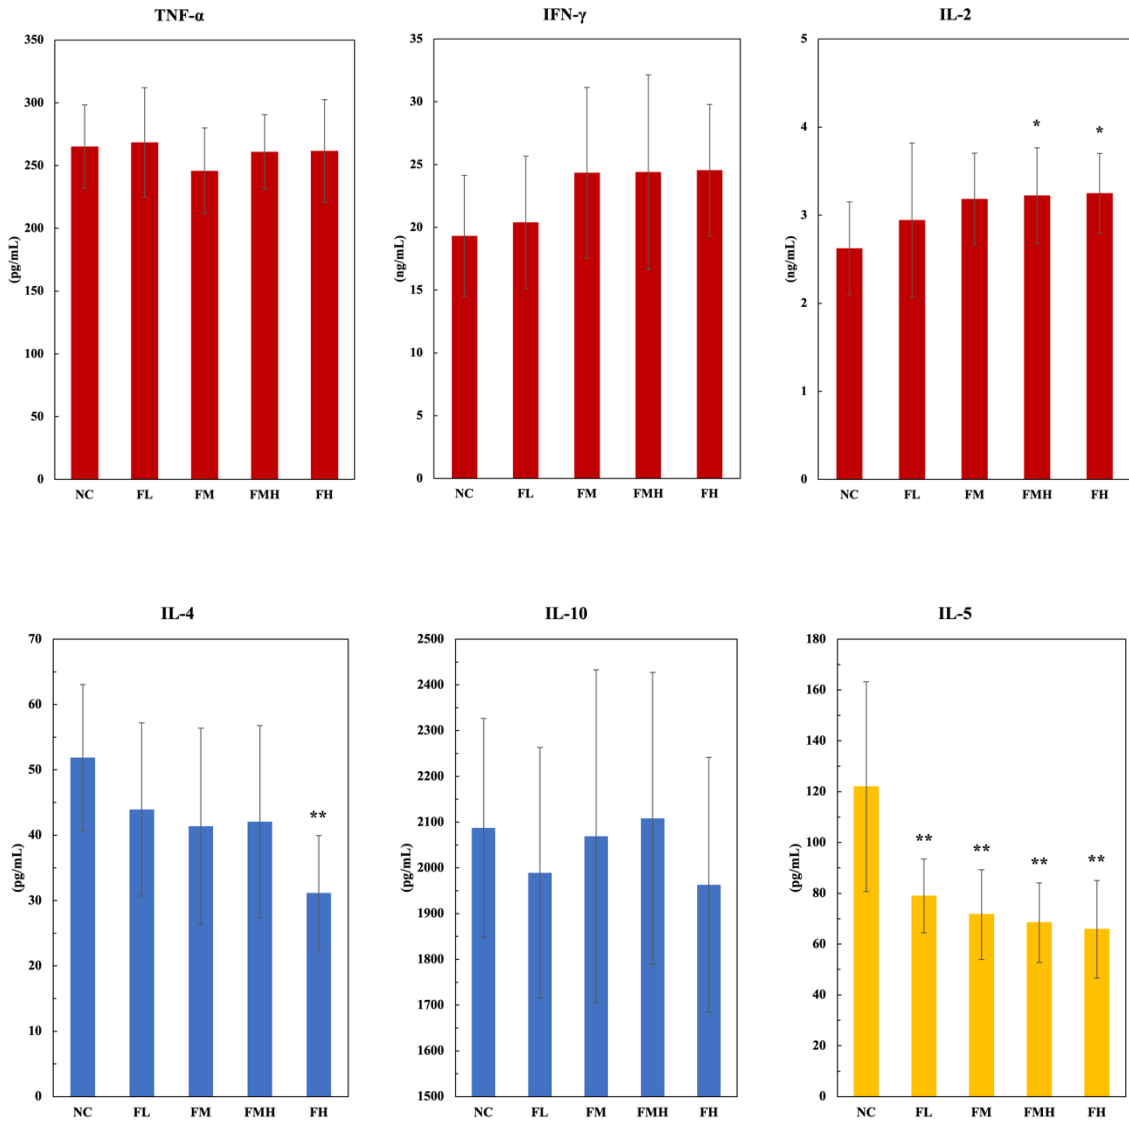 TNF-α
350
300
250
200
150
100
50
0
(pg/mL)
NC FL FM FMH FH
IFN-γ
35
30
25
20
15
10
5
0
(ng/mL)
NC FL FM FMH FH
IL-2
5
4
3
2
1
0
(ng/mL)
* *
NC FL FM FMH FH
IL-4
70
60
50
40
30
20
10
0
(pg/mL)
**
NC FL FM FMH FH
IL-10
2500
2400
2300
2200
2100
2000
1900
1800
1700
1600
1500
(pg/mL)
NC FL FM FMH FH
IL-5
180
160
140
120
100
80
60
40
20
0
(pg/mL)
** ** ** **
NC FL FM FMH FH